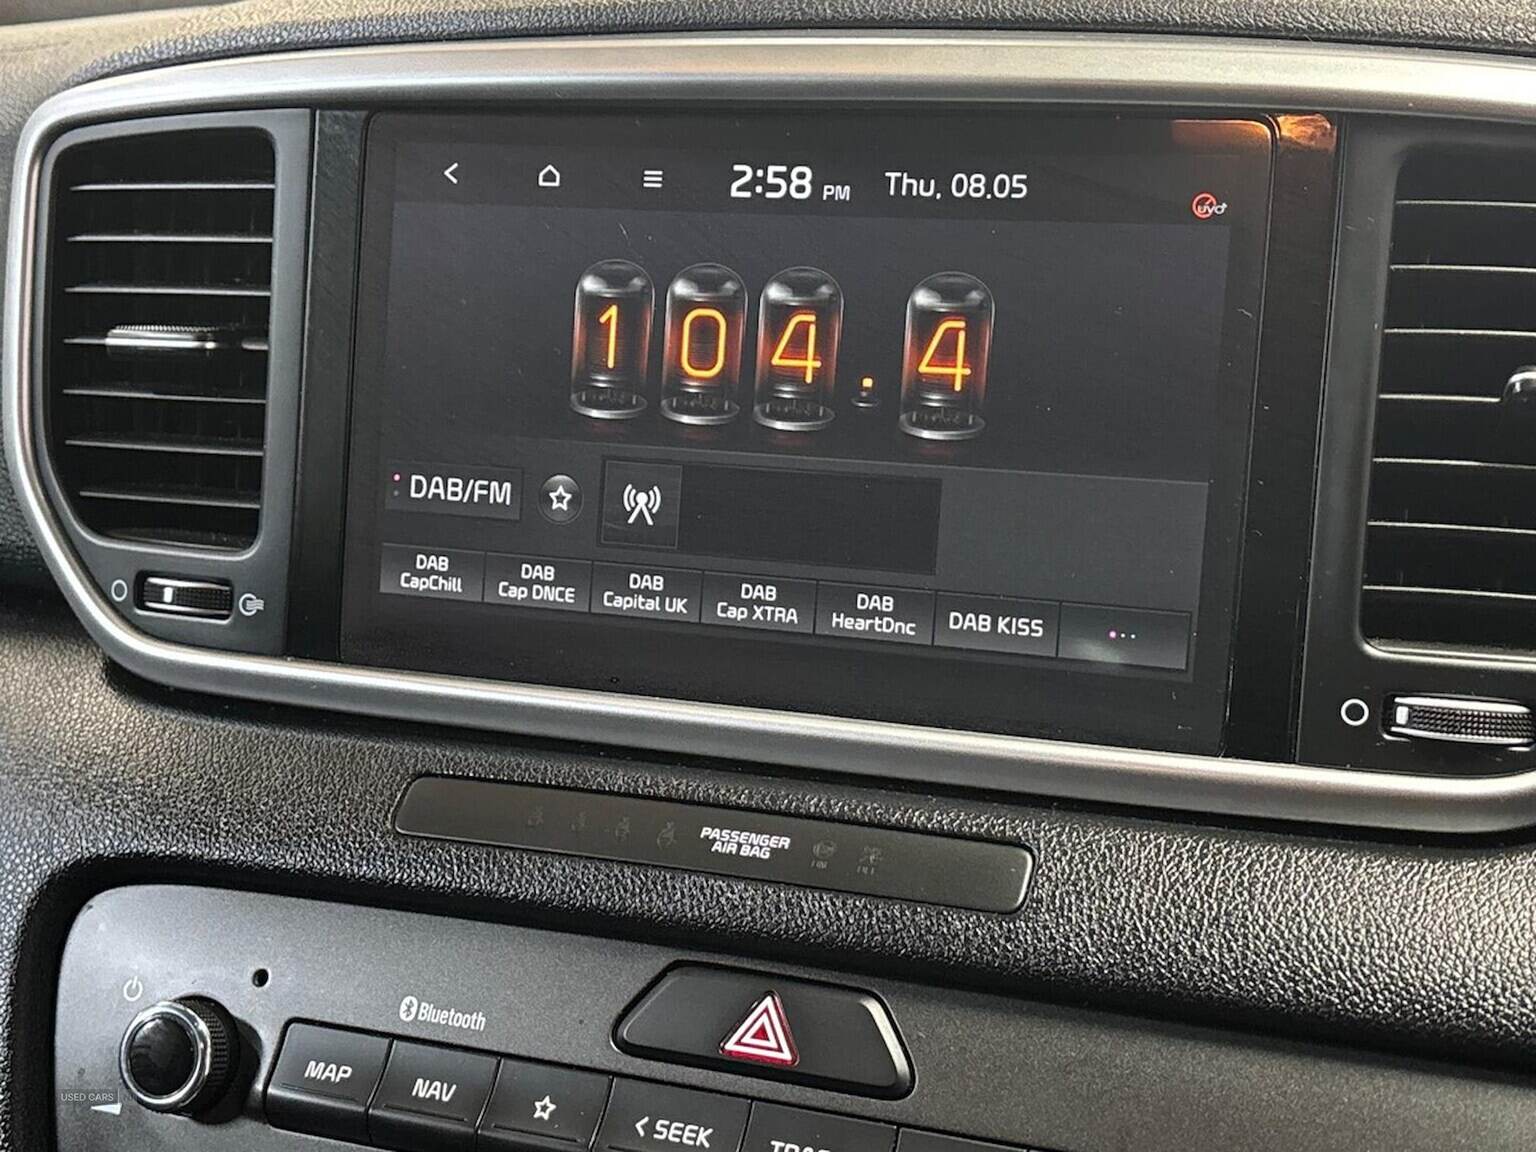 2:58 PM Thu, 08.05
UVO
104.4
DAB/FM
DAB
CapChill
DAB
Cap DNCE
DAB
Capital UK
DAB
Cap XTRA
DAB
HeartDnc
DAB KISS
PASSENGER
AIR BAG
Bluetooth
MAP
NAV
< SEEK
USED CARS